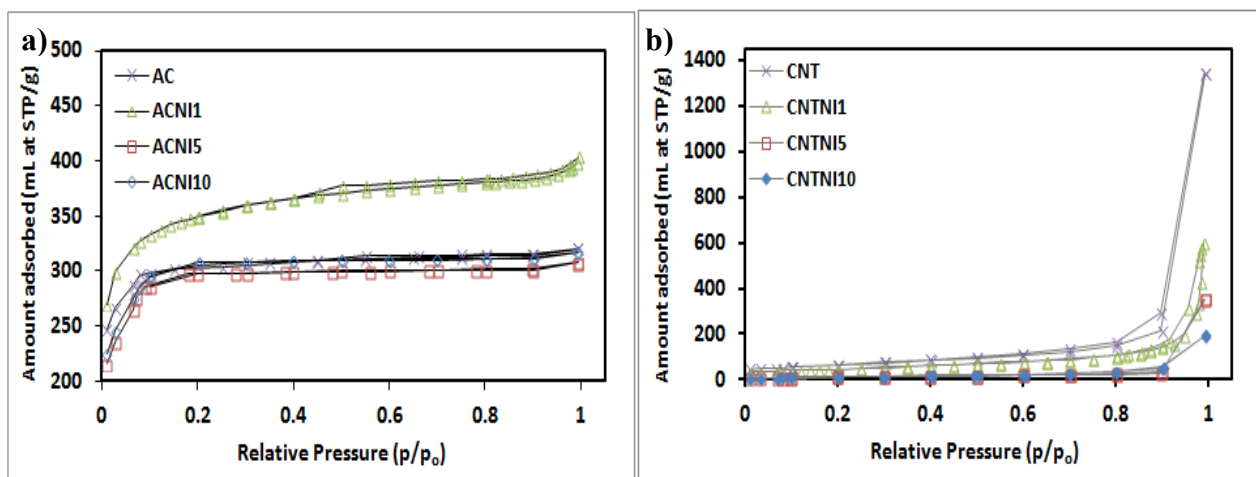 a)
Amount adsorbed (mL at STP/g)
500
450
400
350
300
250
200
AC
ACNI1
ACNI5
ACNI10
0
0.2
0.4
0.6
0.8
1
Relative Pressure (p/po)
b)
Amount adsorbed (mL at STP/g)
1400
1200
1000
800
600
400
200
0
CNT
CNTNI1
CNTNI5
CNTNI10
0
0.2
0.4
0.6
0.8
1
Relative Pressure (p/po)